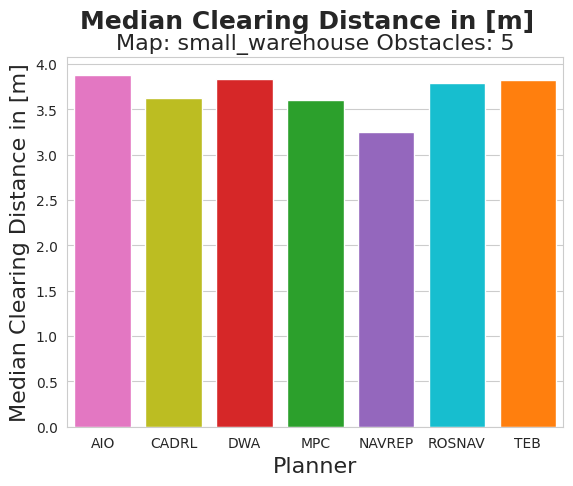 Median Clearing Distance in [m]
Map: small_warehouse Obstacles: 5
Median Clearing Distance in [m]
4.0
3.5
3.0
2.5
2.0
1.5
1.0
0.5
0.0
AIO CADRL DWA MPC NAVREP ROSNAV TEB
Planner